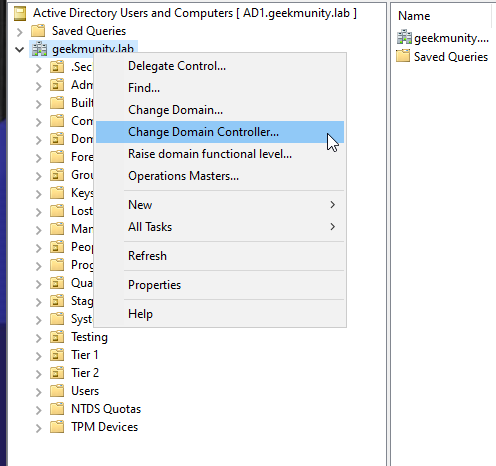 Active Directory Users and Computers [ AD1.geekmunity.lab ]
Saved Queries
geekmunity.lab
.Sec
Adm
Built
Com
Dom
Fore
Grou
Keys
Lost
Man
Peop
Prog
Qua
Stag
Syst
Testing
Tier 1
Tier 2
Users
NTDS Quotas
TPM Devices
Delegate Control...
Find...
Change Domain...
Change Domain Controller...
Raise domain functional level...
Operations Masters...
New
All Tasks
Refresh
Properties
Help
Name
geekmunity....
Saved Queries